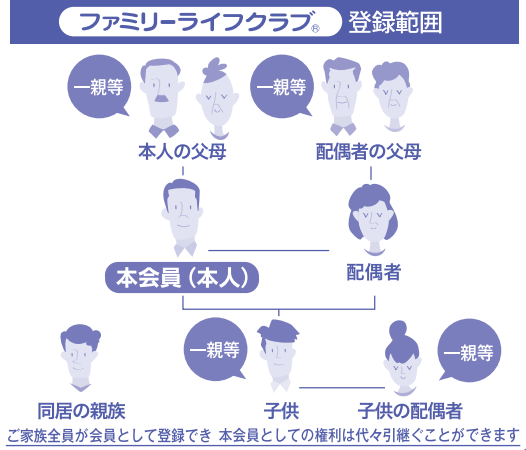 ファミリーライフクラブ® 登録範囲
一親等 一親等
本人の父母 配偶者の父母
本会員（本人） 配偶者
一親等 一親等
同居の親族 子供 子供の配偶者
ご家族全員が会員として登録でき 本会員としての権利は代々引継ぐことができます